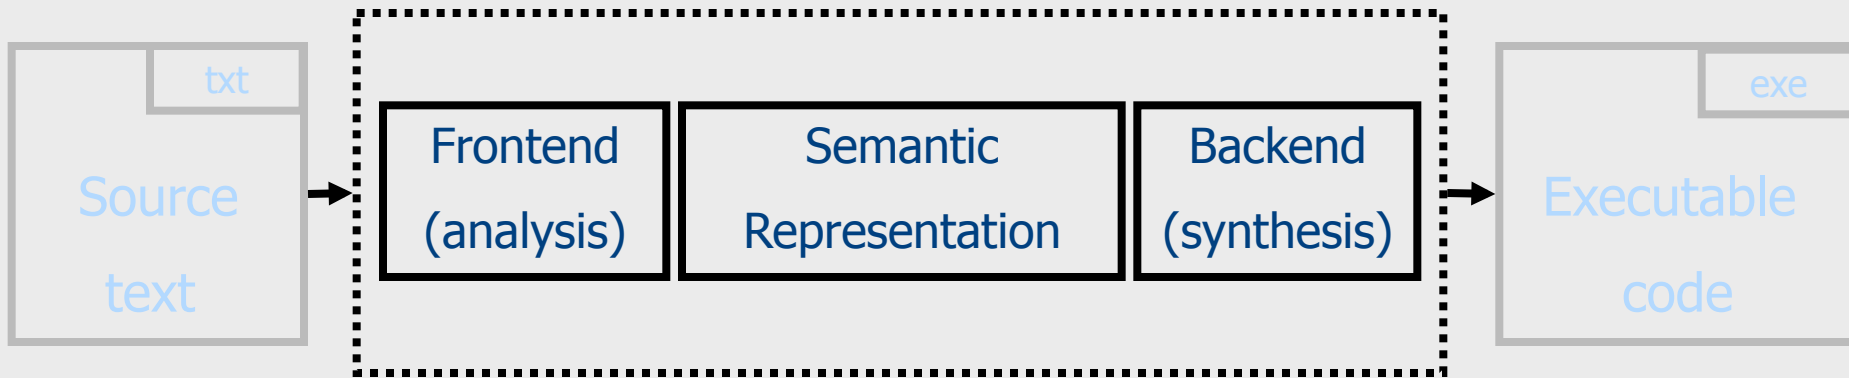 txt
Source
text
Frontend
(analysis)
Semantic
Representation
Backend
(synthesis)
exe
Executable
code